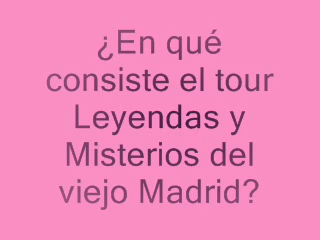 ¿En qué
consiste el tour
Leyendas y
Misterios del
viejo Madrid?